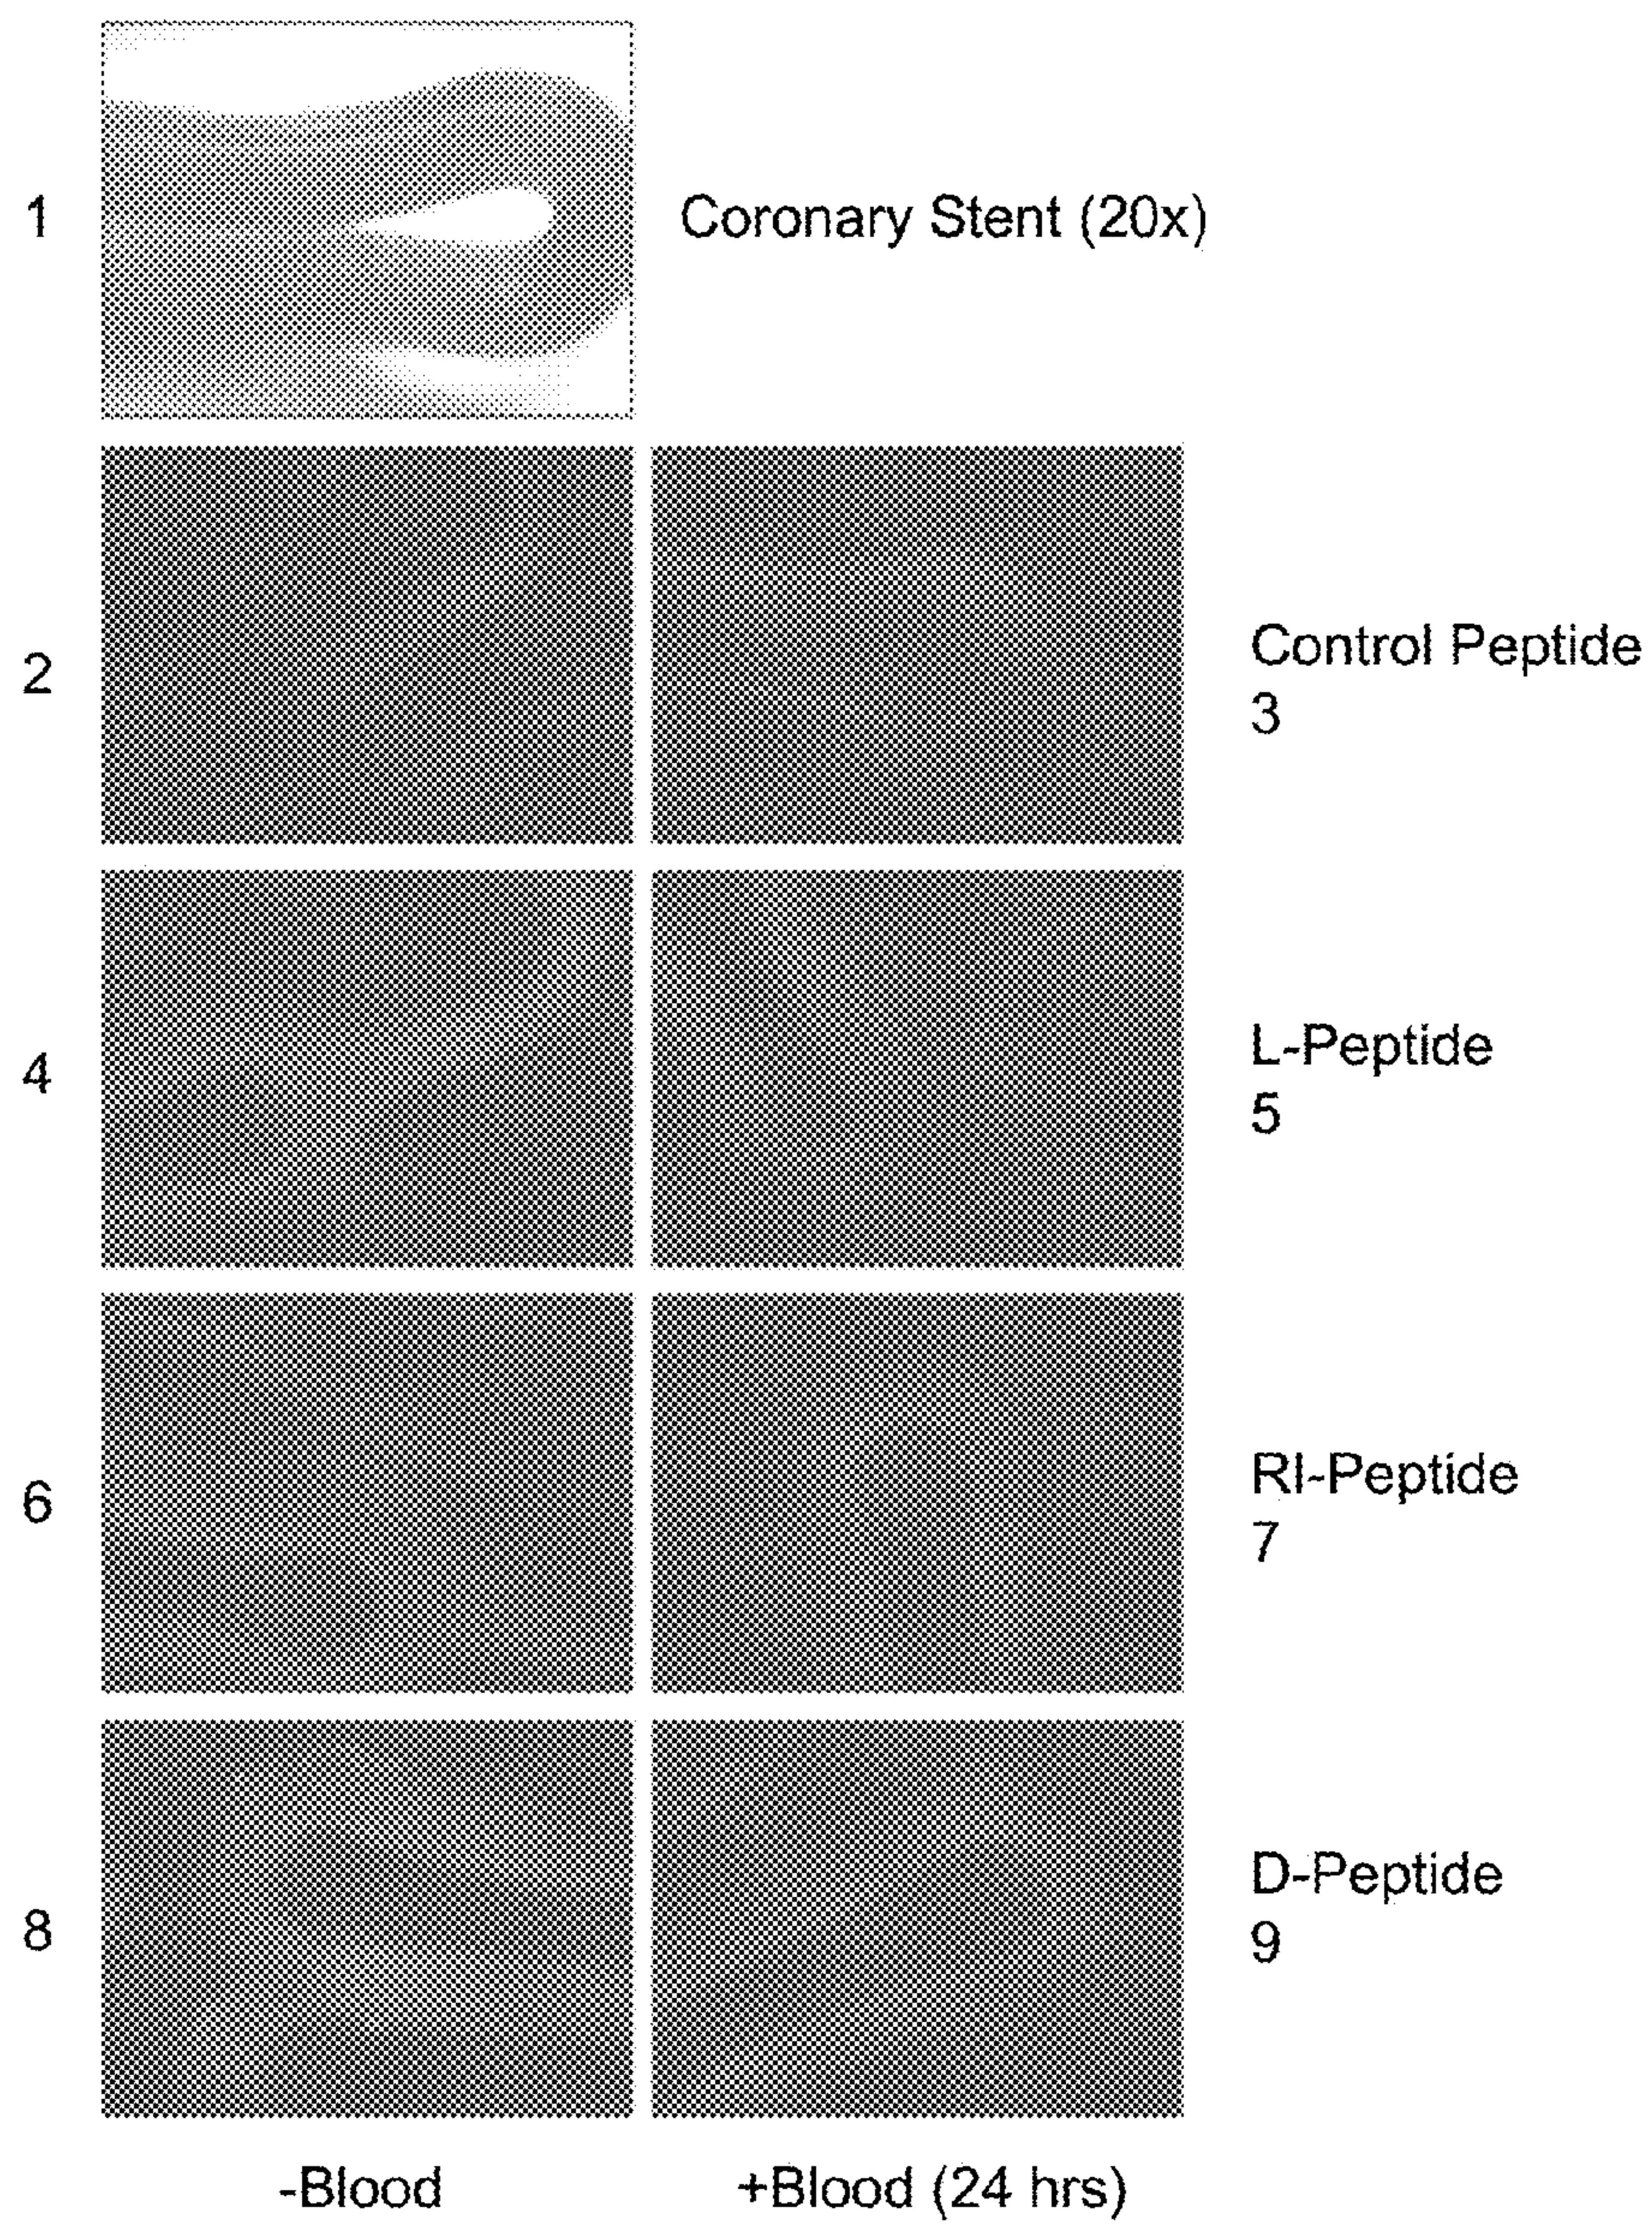 1
Coronary Stent (20x)
2
Control Peptide
3
4
L-Peptide
5
6
RI-Peptide
7
8
D-Peptide
9
-Blood
+Blood (24 hrs)